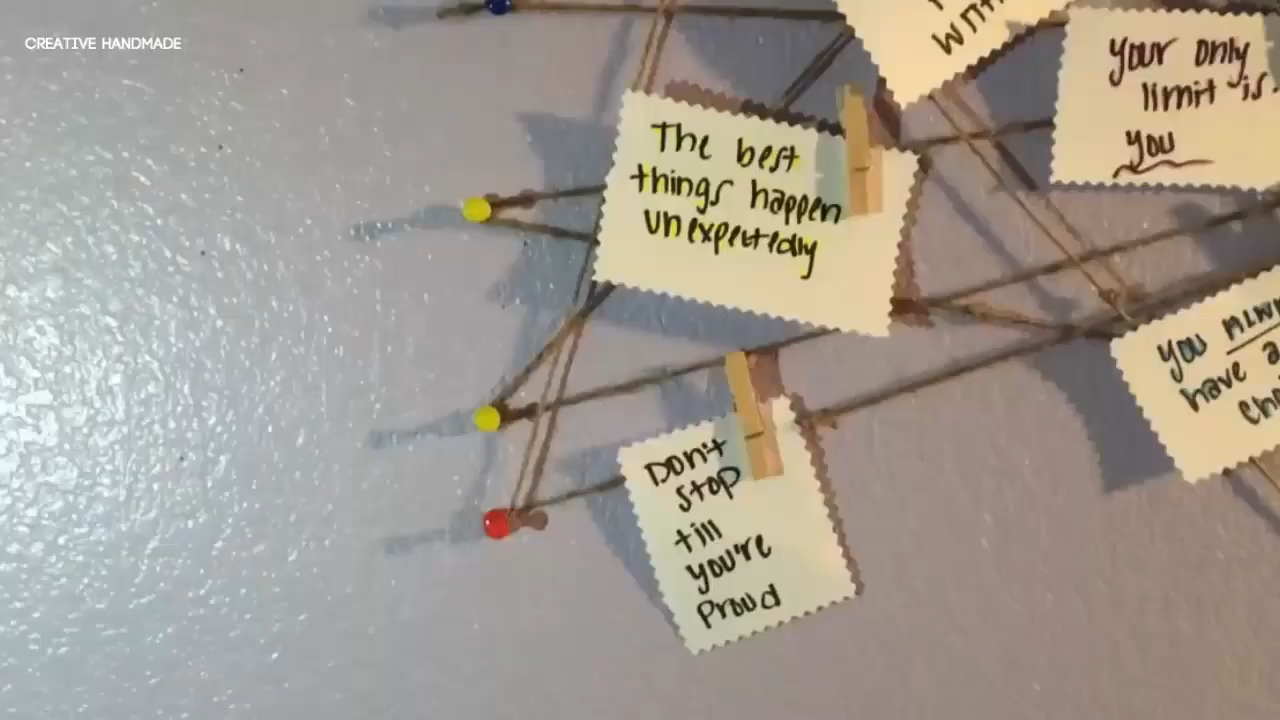 CREATIVE HANDMADE
Your only
limit is
you
The best
things happen
unexpectedly
you
have a
Don't
stop
till
you're
Proud